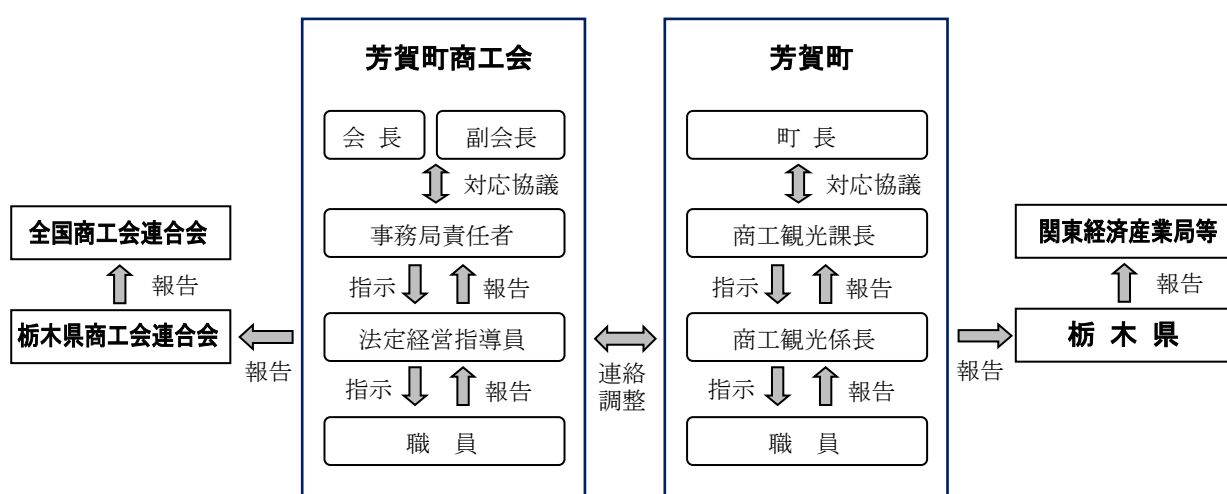 芳賀町商工会
芳賀町
会 長
副会長
町 長
対応協議
対応協議
全国商工会連合会
事務局責任者
商工観光課長
関東経済産業局等
報告
指示
報告
指示
報告
報告
栃木県商工会連合会
法定経営指導員
商工観光係長
栃 木 県
報告
連絡
調整
報告
指示
報告
指示
報告
職 員
職 員